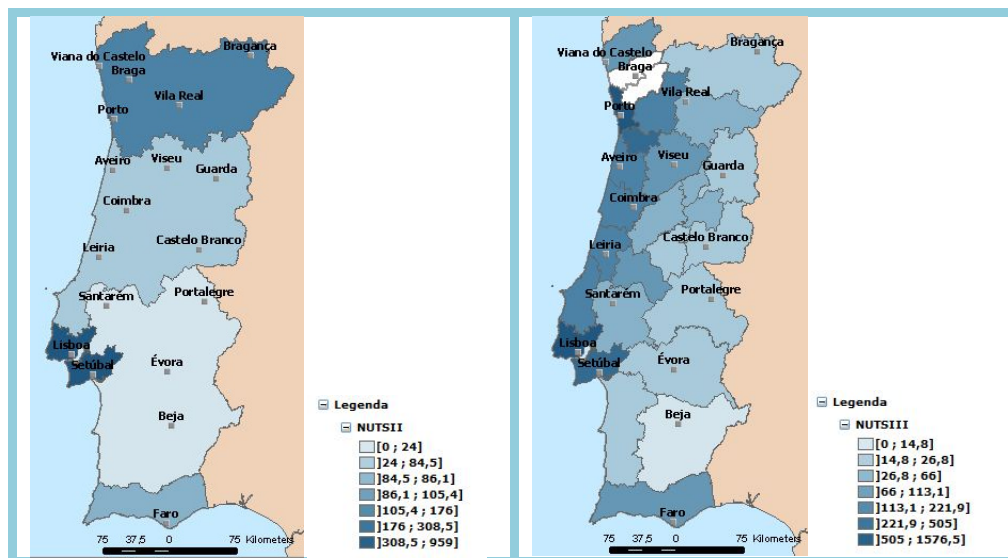 Bragança
Viana do Castelo
Braga
Vila Real
Porto
Aveiro
Viseu
Guarda
Coimbra
Castelo Branco
Leiria
Portalegre
Santarém
Lisboa
Évora
Setúbal
Beja
Faro
75 37,5 0 75 Kilometers
Legenda
NUTSII
[0 ; 24]
]24 ; 84,5]
]84,5 ; 86,1]
]86,1 ; 105,4]
]105,4 ; 176]
]176 ; 308,5]
]308,5 ; 959]
Bragança
Viana do Castelo
Braga
Vila Real
Porto
Aveiro
Viseu
Guarda
Coimbra
Castelo Branco
Leiria
Portalegre
Santarém
Lisboa
Évora
Setúbal
Beja
Faro
75 37,5 0 75 Kilometers
Legenda
NUTSIII
[0 ; 14,8]
]14,8 ; 26,8]
]26,8 ; 66]
]66 ; 113,1]
]113,1 ; 221,9]
]221,9 ; 505]
]505 ; 1576,5]